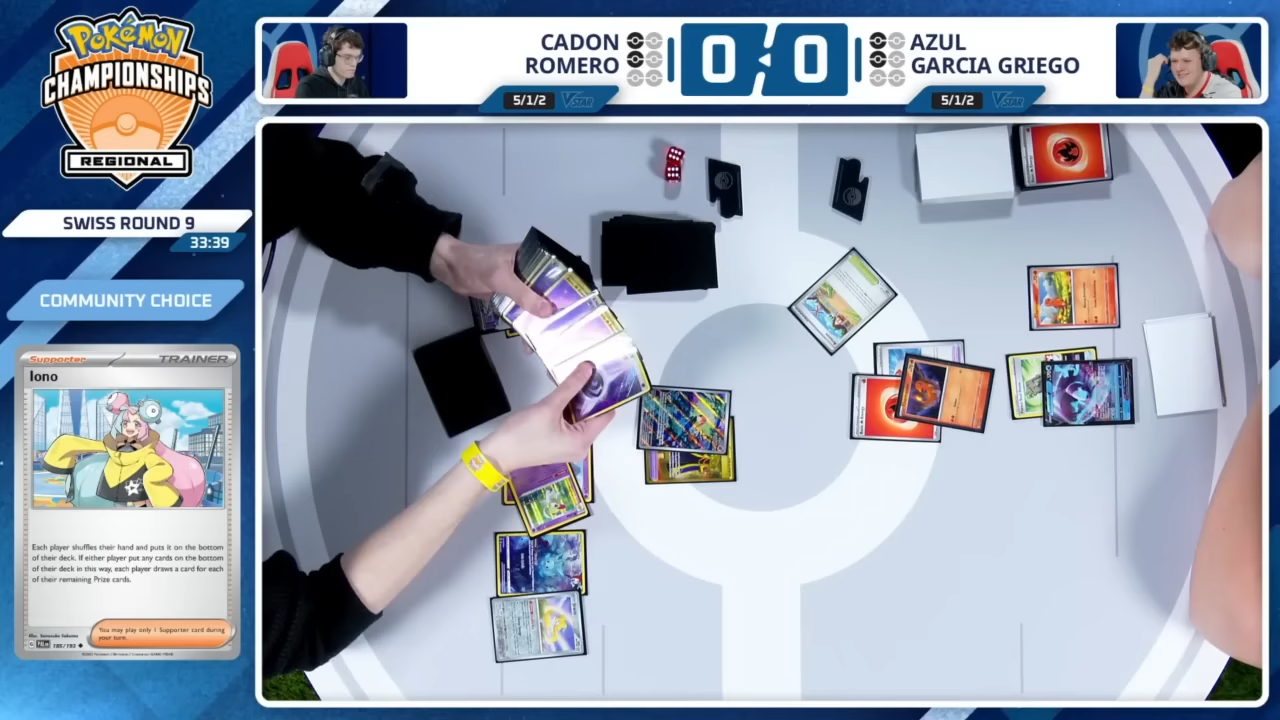 Pokémon
CHAMPIONSHIPS
REGIONAL
CADON
ROMERO
0
0
AZUL
GARCIA GRIEGO
5/1/2
VSTAR
5/1/2
VSTAR
SWISS ROUND 9
33:39
COMMUNITY CHOICE
Supporter
TRAINER
Iono
Each player shuffles their hand and puts it on the bottom
of their deck. If either player put any cards on the bottom
of their deck in this way, each player draws a card for each
of their remaining Prize cards.
You may play only 1 Supporter card during
your turn.